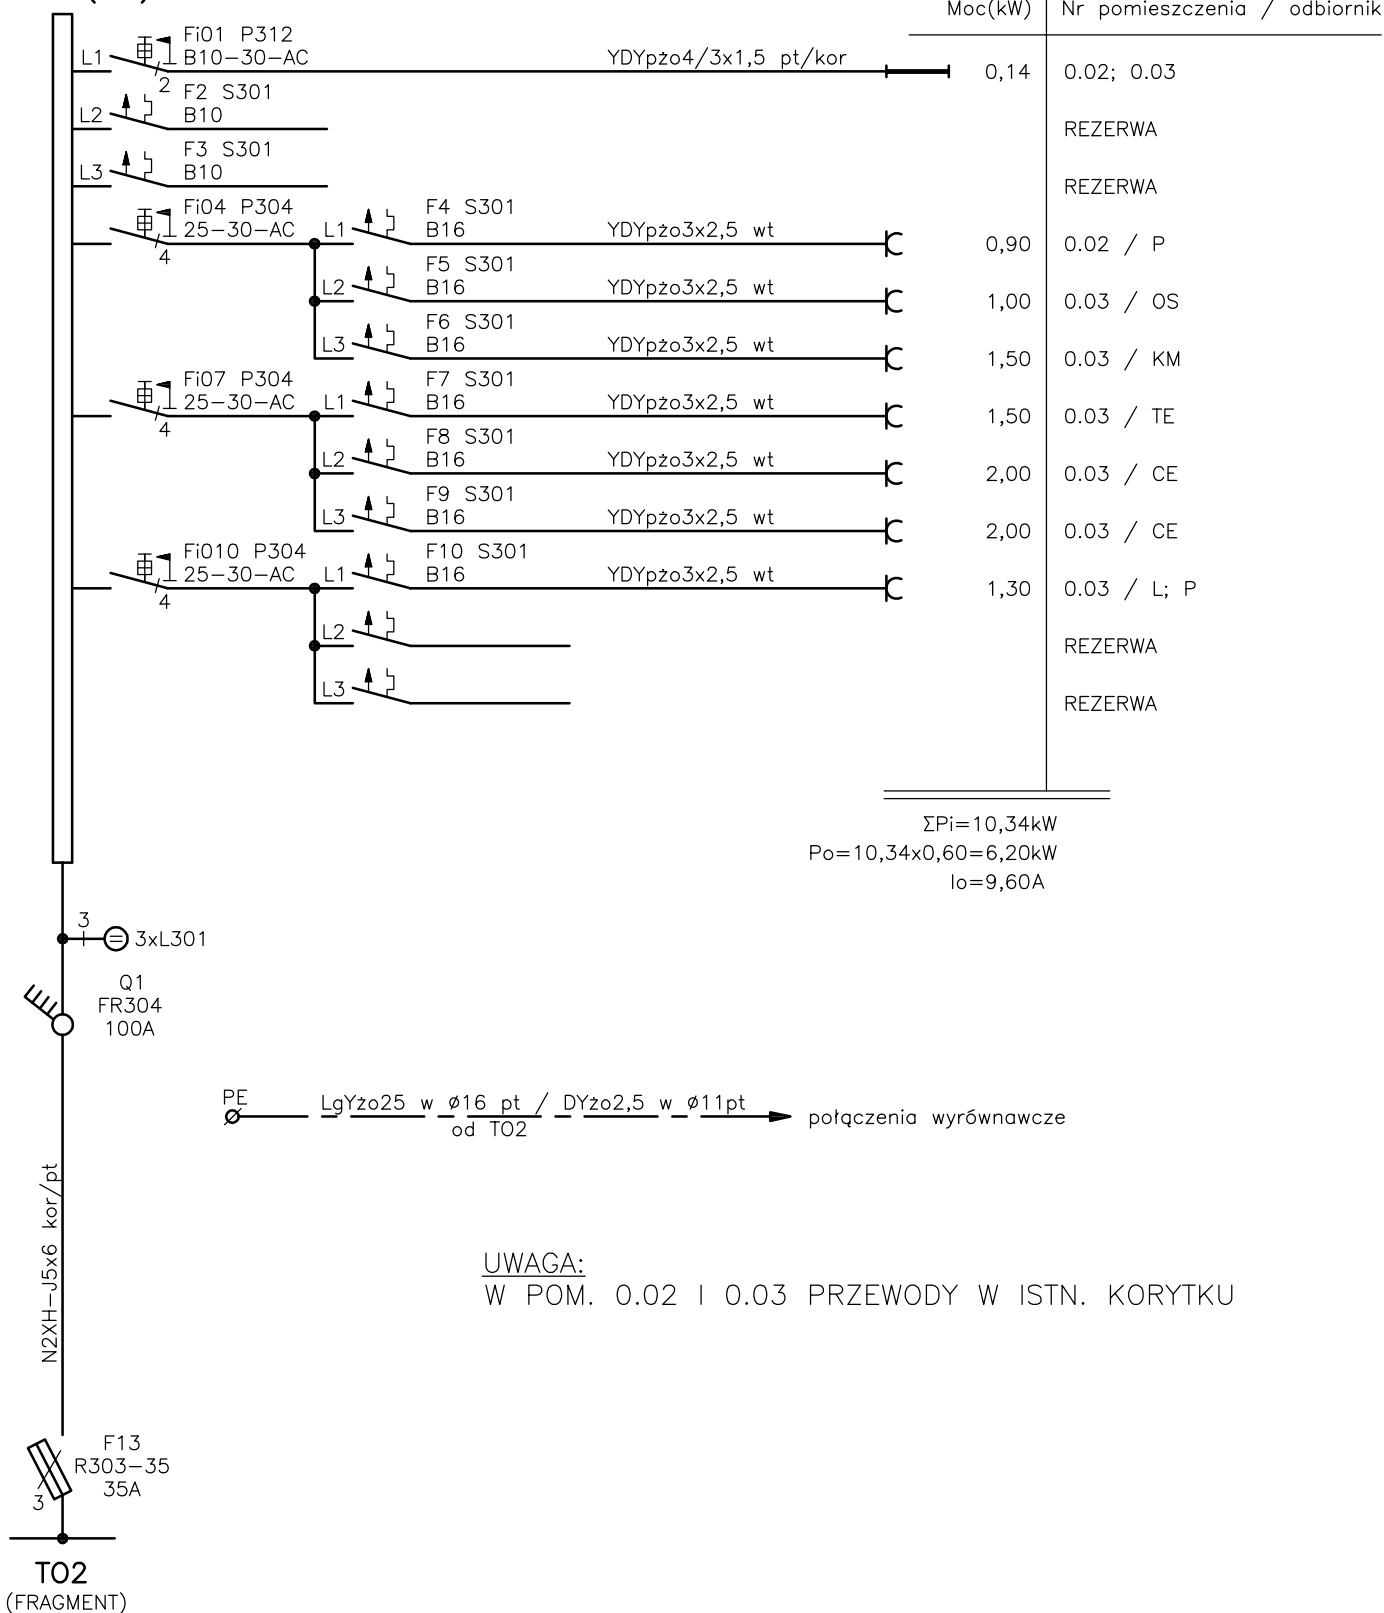 Moc(kW) Nr pomieszczenia / odbiornik
Fi01 P312
L1 B10-30-AC YDYpżo4/3x1,5 pt/kor 0,14 0.02; 0.03
2
F2 S301
L2 B10 REZERWA
F3 S301
L3 B10 REZERWA
Fi04 P304 F4 S301
25-30-AC L1 B16 YDYpżo3x2,5 wt 0,90 0.02 / P
4
F5 S301
L2 B16 YDYpżo3x2,5 wt 1,00 0.03 / OS
F6 S301
L3 B16 YDYpżo3x2,5 wt 1,50 0.03 / KM
Fi07 P304 F7 S301
25-30-AC L1 B16 YDYpżo3x2,5 wt 1,50 0.03 / TE
4
F8 S301
L2 B16 YDYpżo3x2,5 wt 2,00 0.03 / CE
F9 S301
L3 B16 YDYpżo3x2,5 wt 2,00 0.03 / CE
Fi010 P304 F10 S301
25-30-AC L1 B16 YDYpżo3x2,5 wt 1,30 0.03 / L; P
4
L2 REZERWA
L3 REZERWA
ΣPi=10,34kW
Po=10,34x0,60=6,20kW
Io=9,60A
3
3xL301
Q1
FR304
100A
PE LgYżo25 w ø16 pt / DYżo2,5 w ø11pt
od TO2
połączenia wyrównawcze
N2XH-J5x6 kor/pt
UWAGA:
W POM. 0.02 I 0.03 PRZEWODY W ISTN. KORYTKU
F13
R303-35
35A
3
TO2
(FRAGMENT)